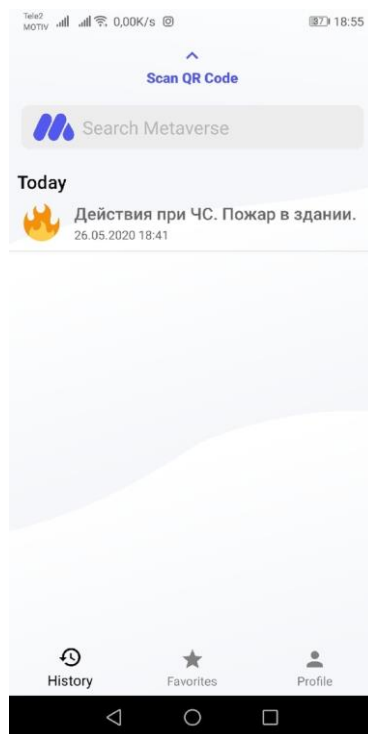 Tele2
MOTIV 0,00K/s 37 18:55
Scan QR Code
Search Metaverse
Today
Действия при ЧС. Пожар в здании.
26.05.2020 18:41
History Favorites Profile